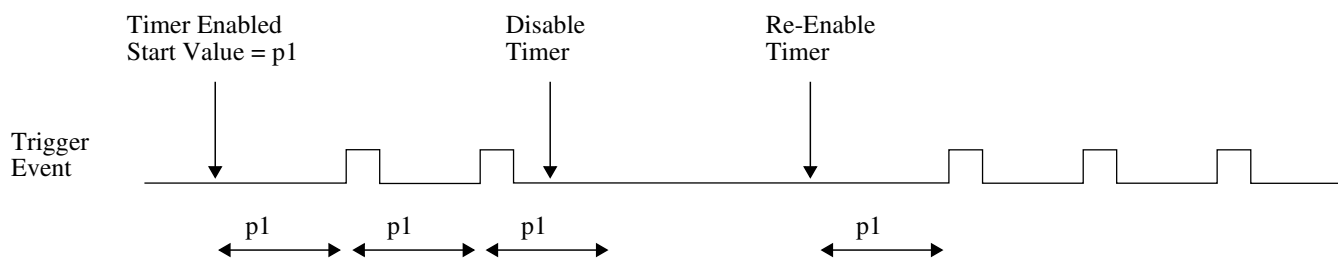 Timer Enabled
Start Value = p1
Disable
Timer
Re-Enable
Timer
Trigger
Event
p1
p1
p1
p1